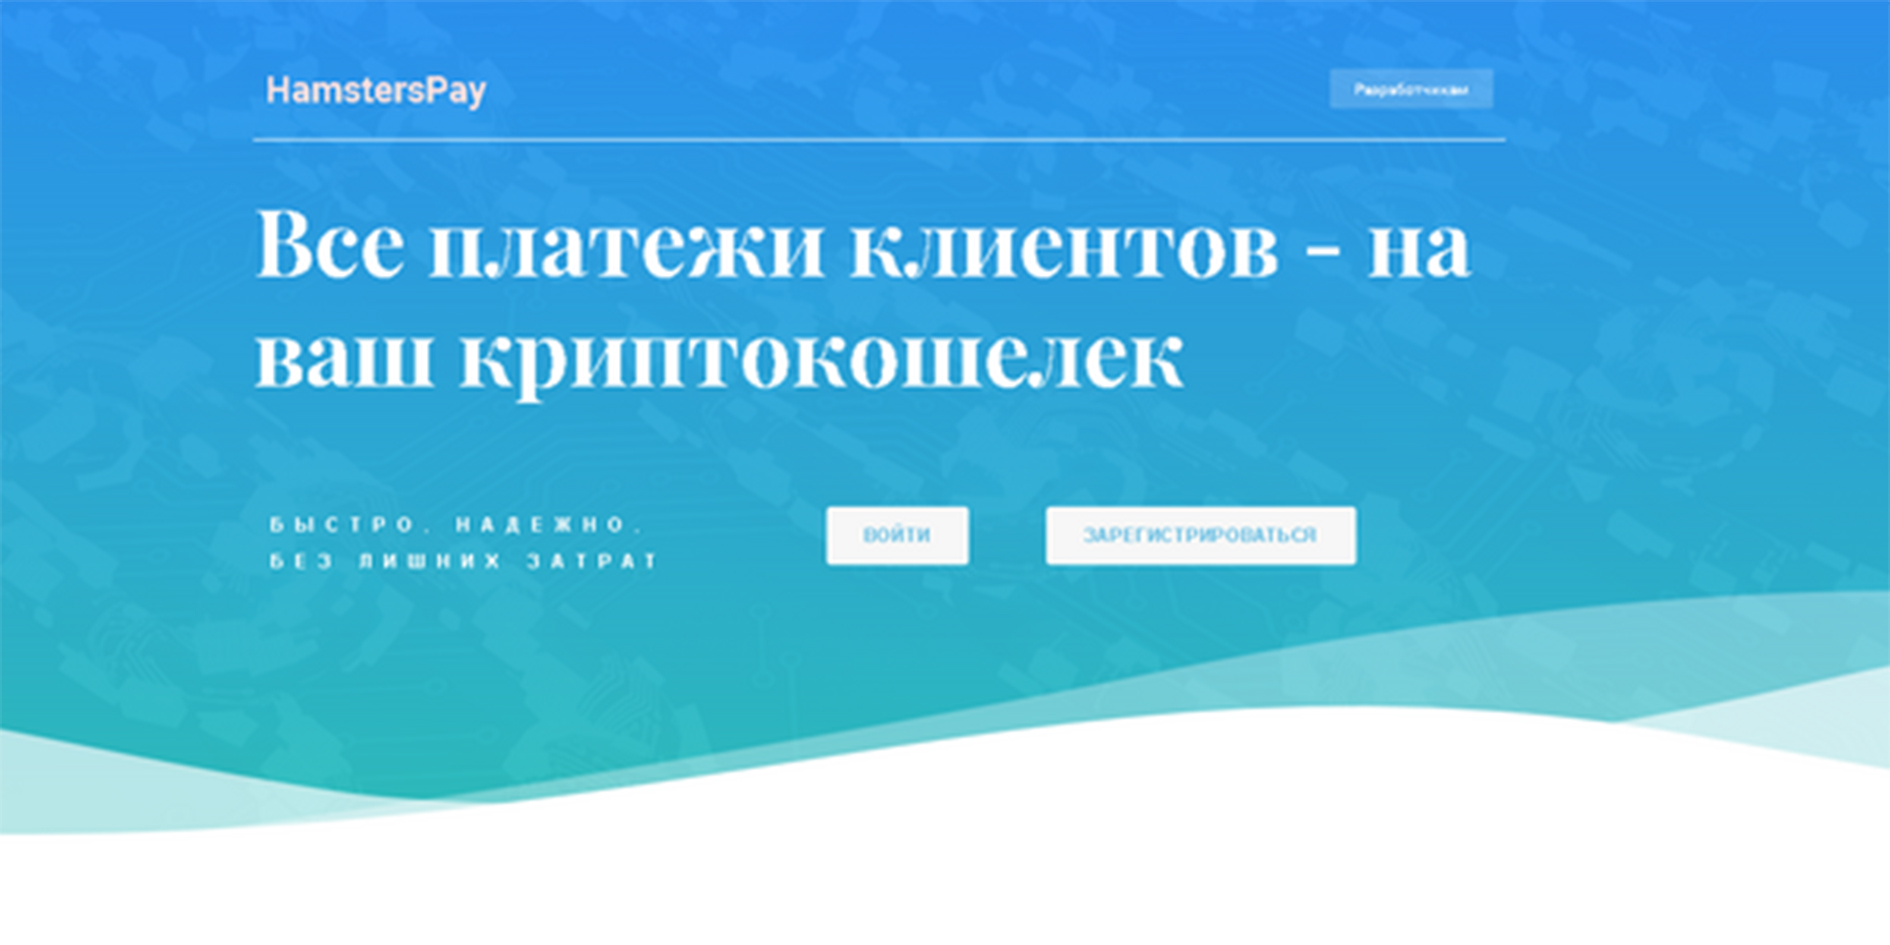 HamstersPay
Разработчикам
Все платежи клиентов - на
ваш криптокошелек
БЫСТРО. НАДЕЖНО.
БЕЗ ЛИШНИХ ЗАТРАТ
ВОЙТИ
ЗАРЕГИСТРИРОВАТЬСЯ